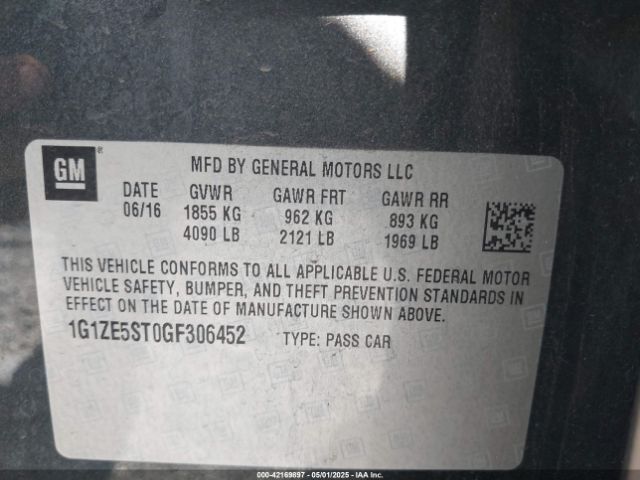 GM
MFD BY GENERAL MOTORS LLC
DATE GVWR GAWR FRT GAWR RR
06/16 1855 KG 962 KG 893 KG
4090 LB 2121 LB 1969 LB
THIS VEHICLE CONFORMS TO ALL APPLICABLE U.S. FEDERAL MOTOR
VEHICLE SAFETY, BUMPER, AND THEFT PREVENTION STANDARDS IN
EFFECT ON THE DATE OF MANUFACTURE SHOWN ABOVE.
1G1ZE5ST0GF306452 TYPE: PASS CAR
000-42169897 - 05/01/2025 - IAA Inc.